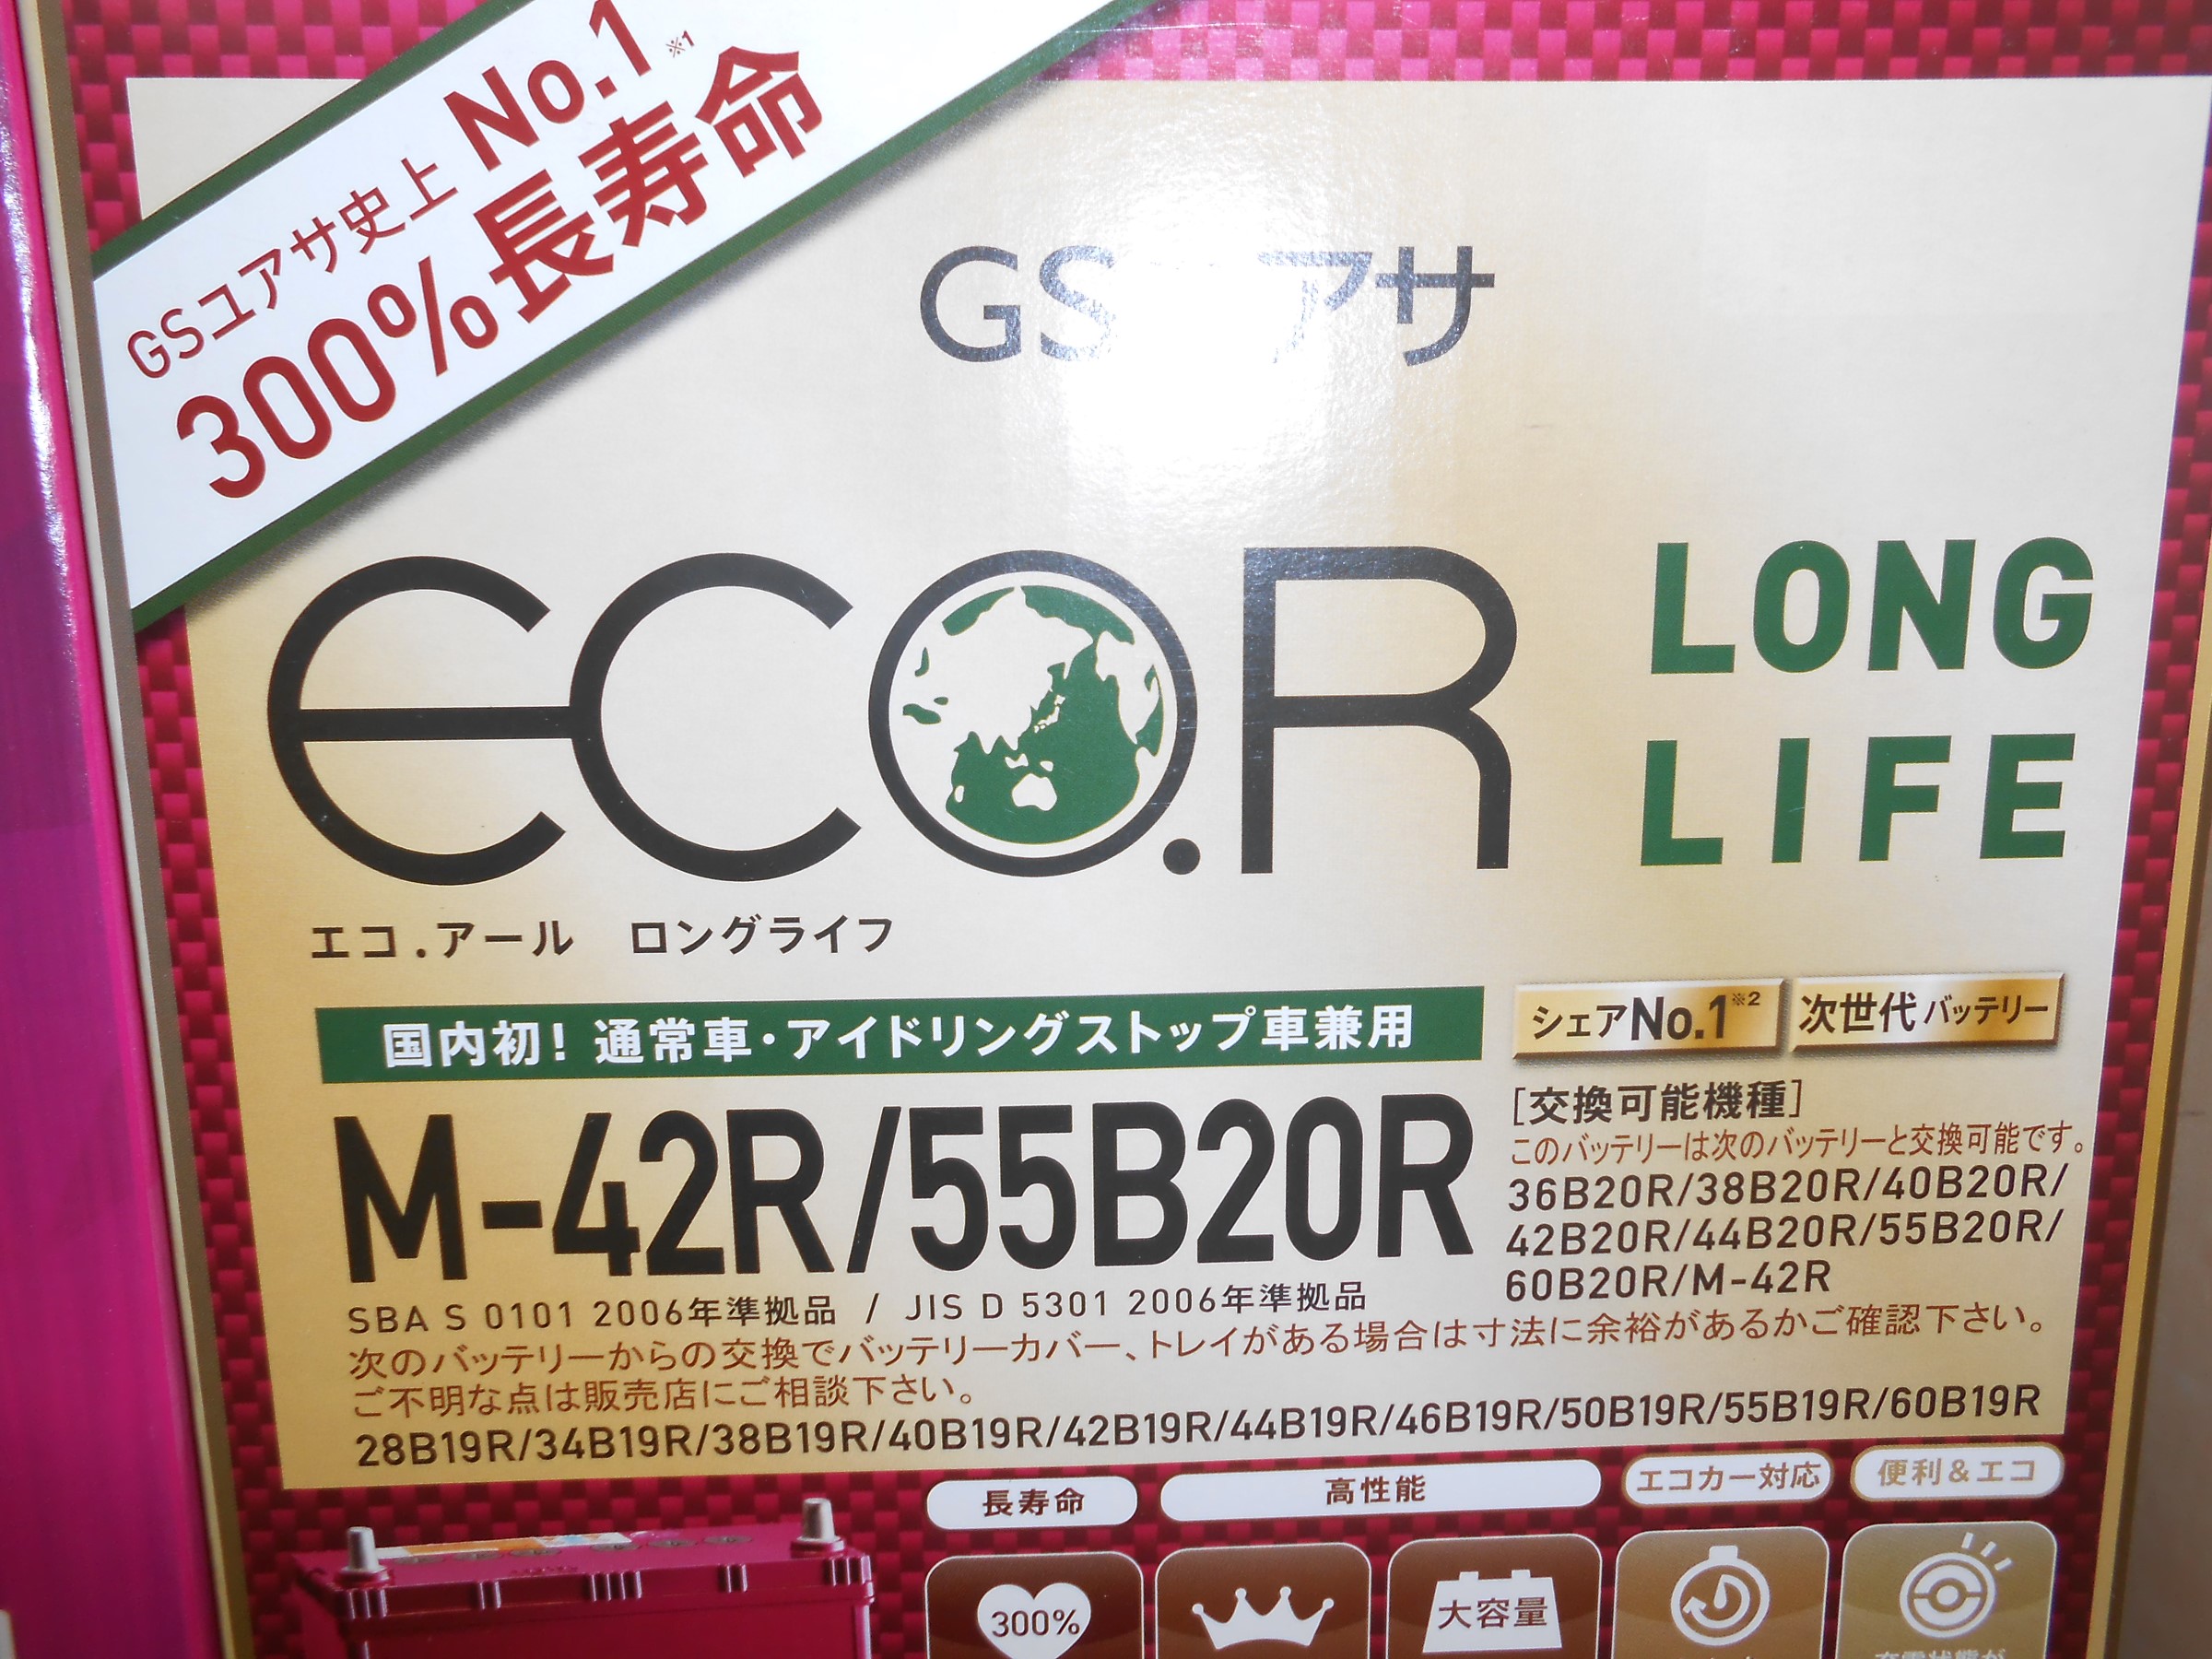 GSユアサ史上 No.1※1
300%長寿命
GS アサ
ECO.R
LONG
LIFE
エコ.アール ロングライフ
国内初! 通常車・アイドリングストップ車兼用
シェアNo.1※2
次世代バッテリー
M-42R/55B20R
[交換可能機種]
このバッテリーは次のバッテリーと交換可能です。
36B20R/38B20R/40B20R/
42B20R/44B20R/55B20R/
60B20R/M-42R
SBA S 0101 2006年準拠品 / JIS D 5301 2006年準拠品
次のバッテリーからの交換でバッテリーカバー、トレイがある場合は寸法に余裕があるかご確認下さい。
ご不明な点は販売店にご相談下さい。
28B19R/34B19R/38B19R/40B19R/42B19R/44B19R/46B19R/50B19R/55B19R/60B19R
長寿命
高性能
エコカー対応
便利&エコ
300%
大容量